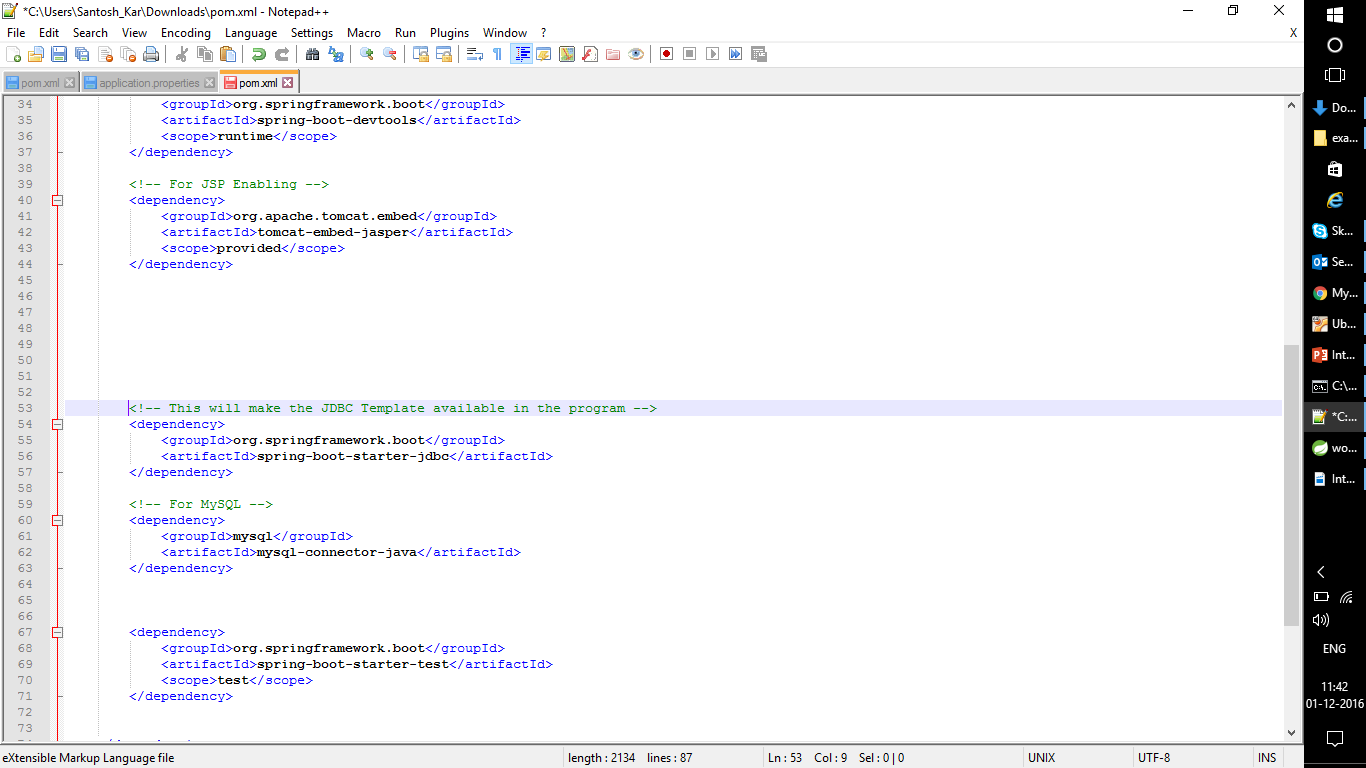 *C:\Users\Santosh_Kar\Downloads\pom.xml - Notepad++
File Edit Search View Encoding Language Settings Macro Run Plugins Window ? X
pom.xml application.properties pom.xml
34 <groupId>org.springframework.boot</groupId>
35 <artifactId>spring-boot-devtools</artifactId>
36 <scope>runtime</scope>
37 </dependency>
38
39 <!-- For JSP Enabling -->
40 <dependency>
41 <groupId>org.apache.tomcat.embed</groupId>
42 <artifactId>tomcat-embed-jasper</artifactId>
43 <scope>provided</scope>
44 </dependency>
45
46
47
48
49
50
51
52
53 <!-- This will make the JDBC Template available in the program -->
54 <dependency>
55 <groupId>org.springframework.boot</groupId>
56 <artifactId>spring-boot-starter-jdbc</artifactId>
57 </dependency>
58
59 <!-- For MySQL -->
60 <dependency>
61 <groupId>mysql</groupId>
62 <artifactId>mysql-connector-java</artifactId>
63 </dependency>
64
65
66
67 <dependency>
68 <groupId>org.springframework.boot</groupId>
69 <artifactId>spring-boot-starter-test</artifactId>
70 <scope>test</scope>
71 </dependency>
72
73
eXtensible Markup Language file length : 2134 lines : 87 Ln : 53 Col : 9 Sel : 0 | 0 UNIX UTF-8 INS
Do...
exa...
Sk...
Se...
My...
Ub...
Int...
C:\...
*C:...
wo...
Int...
ENG
11:42
01-12-2016